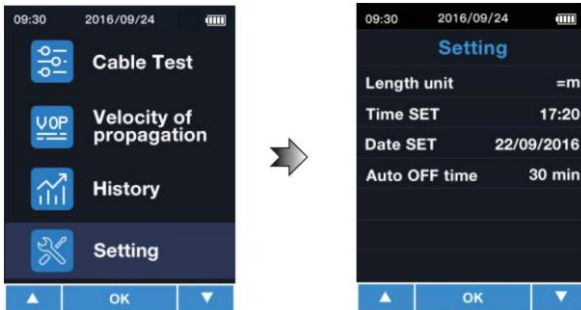 09:30 2016/09/24
Cable Test
VOP
Velocity of
propagation
History
Setting
OK
09:30 2016/09/24
Setting
Length unit =m
Time SET 17:20
Date SET 22/09/2016
Auto OFF time 30 min
OK